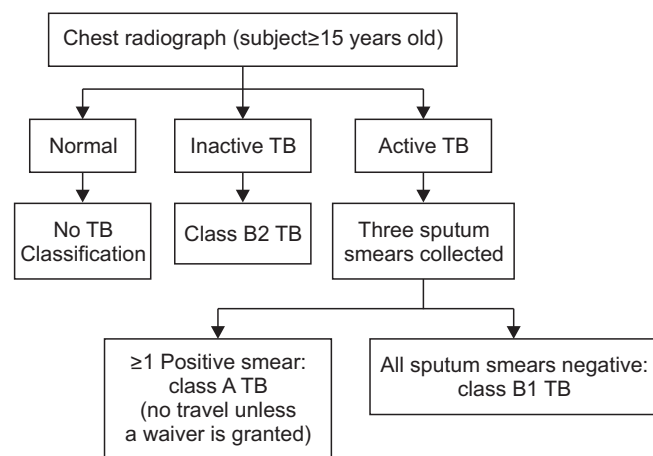 Chest radiograph (subject≥15 years old)
Normal
Inactive TB
Active TB
No TB
Classification
Class B2 TB
Three sputum
smears collected
≥1 Positive smear:
class A TB
(no travel unless
a waiver is granted)
All sputum smears negative:
class B1 TB